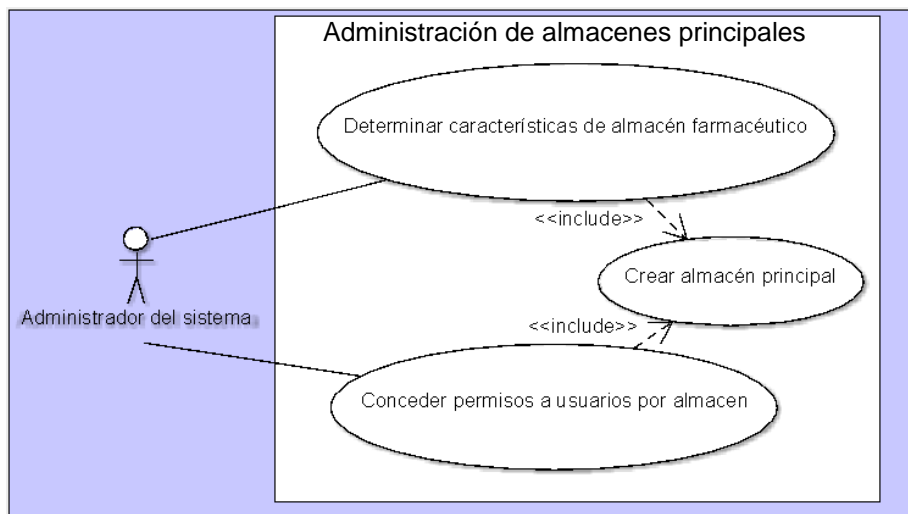 Administración de almacenes principales
Determinar características de almacén farmacéutico
<<include>>
Crear almacén principal
Administrador del sistema
<<include>>
Conceder permisos a usuarios por almacen